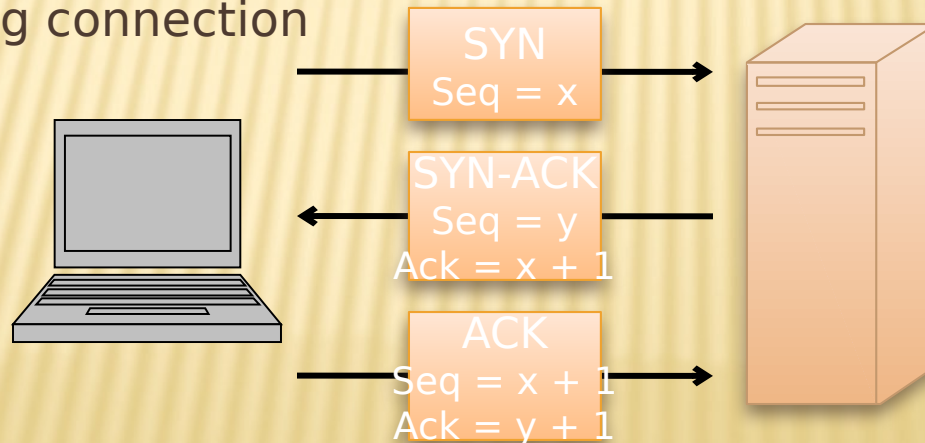 g connection
SYN
Seq = x
SYN-ACK
Seq = y
Ack = x + 1
ACK
Seq = x + 1
Ack = y + 1